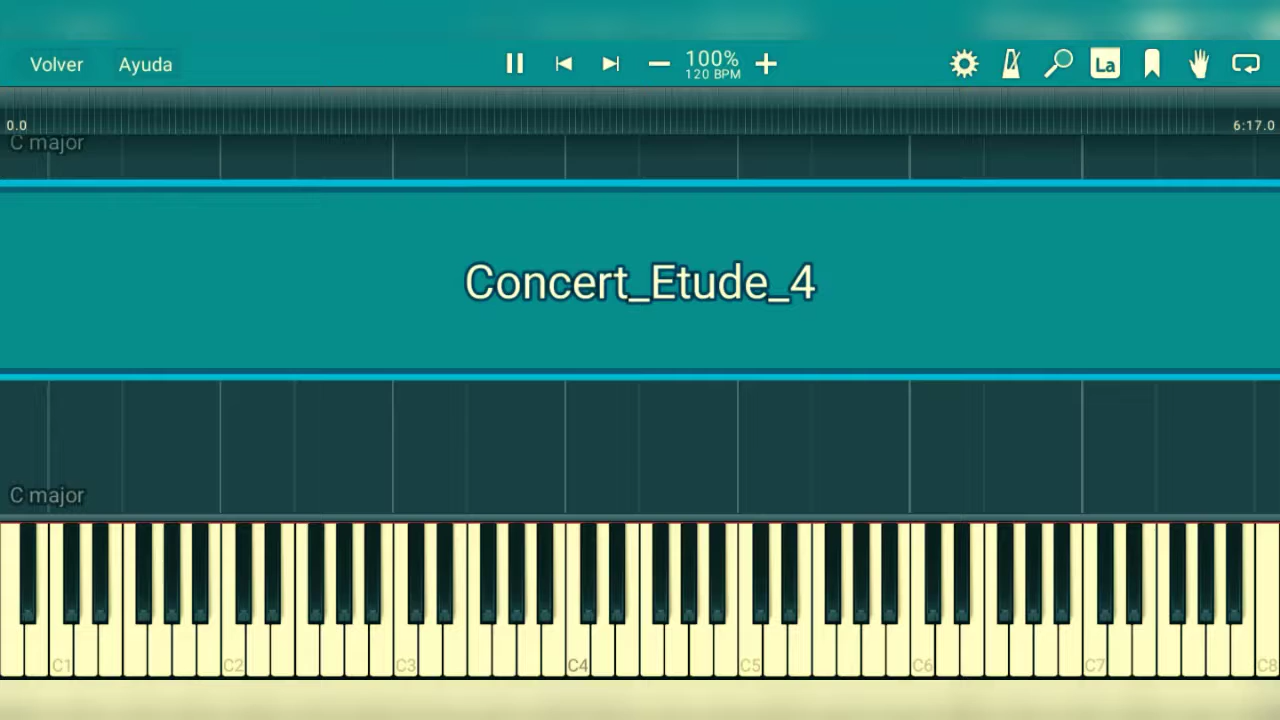 Volver Ayuda 100% La
120 BPM
0.0 6:17.0
C major
Concert_Etude_4
C major
C1 C2 C3 C4 C5 C6 C7 C8